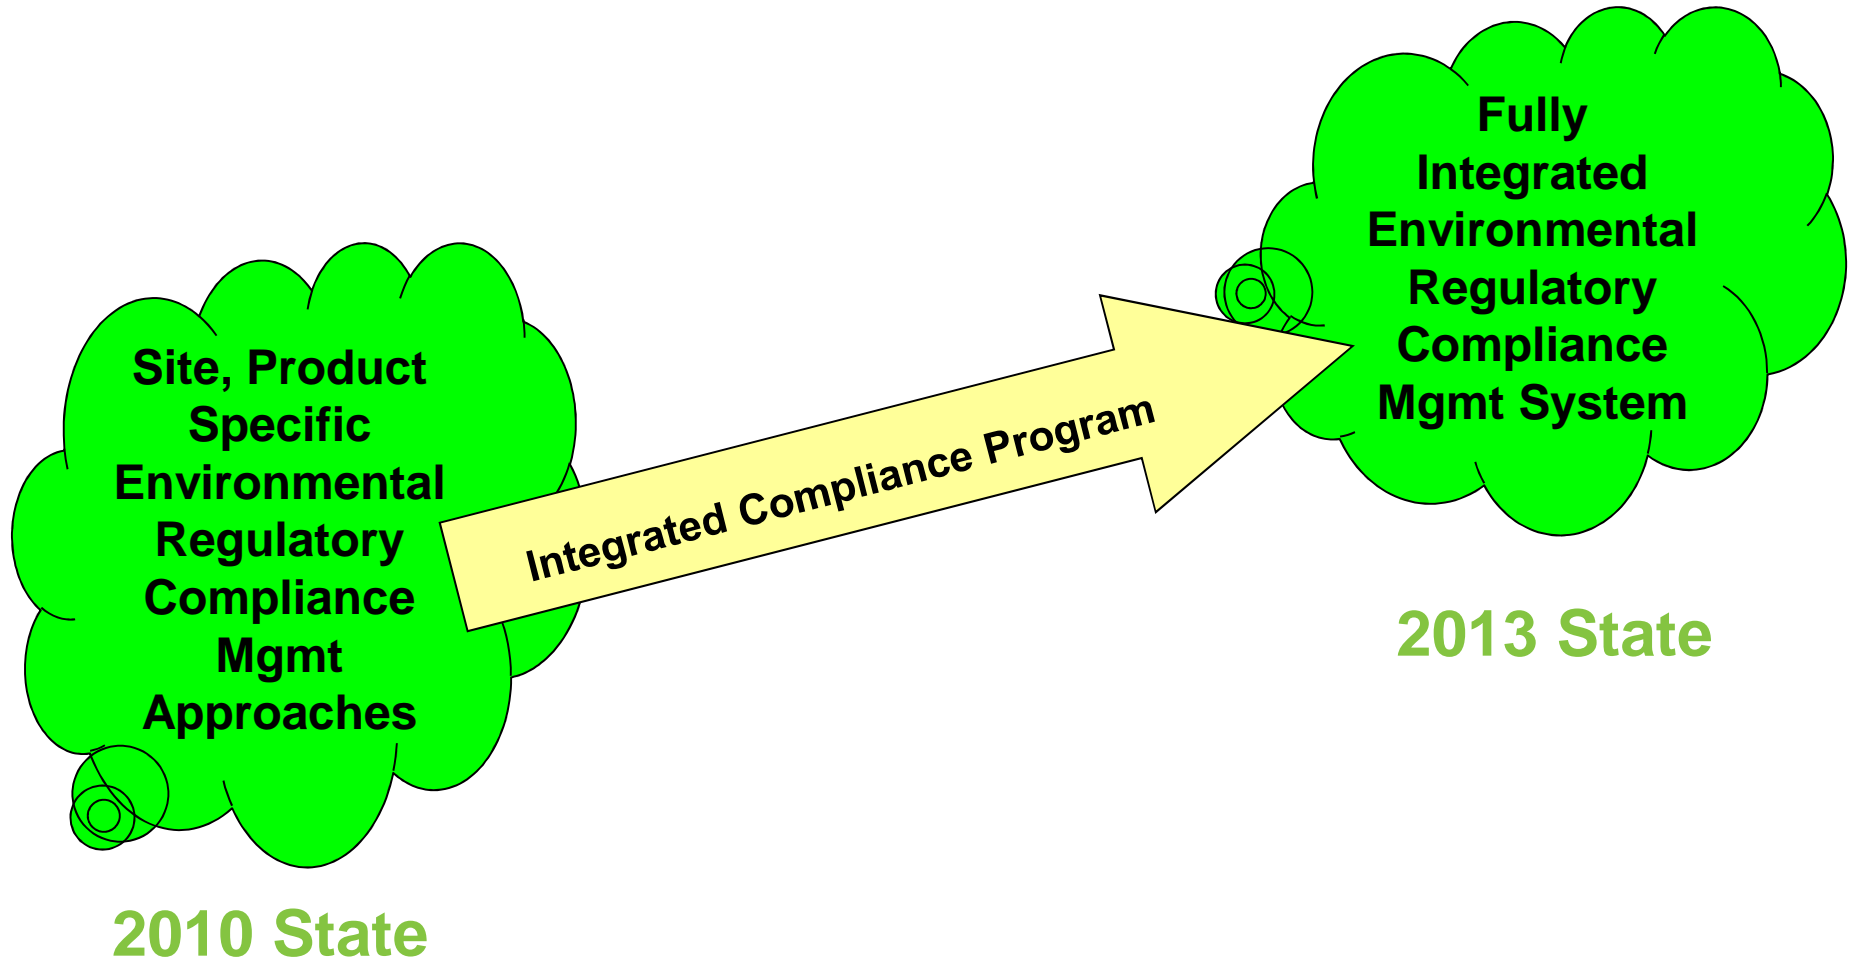 Site, Product
Specific
Environmental
Regulatory
Compliance
Mgmt
Approaches
2010 State
Integrated Compliance Program
Fully
Integrated
Environmental
Regulatory
Compliance
Mgmt System
2013 State